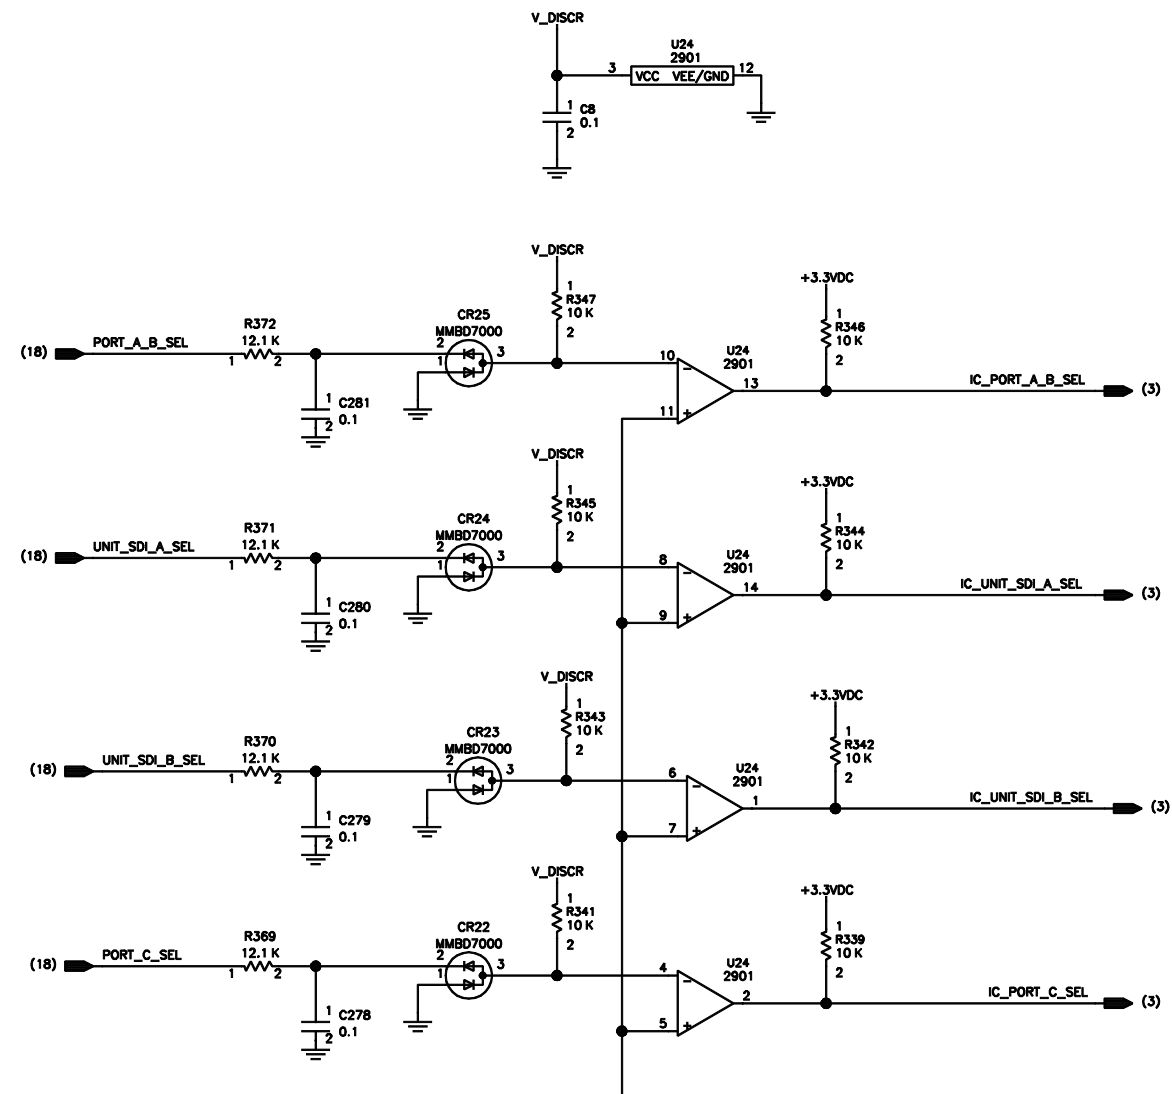 V_DISCR
U24
2901
3 VCC VEE/GND 12
1 C8
0.1
2
V_DISCR
1
R347
10 K
2
+3.3VDC
1
R346
10 K
2
CR25
MMBD7000
2
1
3
R372
12.1 K
1 2
(18) PORT_A_B_SEL
1 C281
0.1
2
10
11
- +
U24
2901
13
IC_PORT_A_B_SEL (3)
V_DISCR
1
R345
10 K
2
+3.3VDC
1
R344
10 K
2
CR24
MMBD7000
2
1
3
R371
12.1 K
1 2
(18) UNIT_SDI_A_SEL
1 C280
0.1
2
8
9
- +
U24
2901
14
IC_UNIT_SDI_A_SEL (3)
V_DISCR
1
R343
10 K
2
+3.3VDC
1
R342
10 K
2
CR23
MMBD7000
2
1
3
R370
12.1 K
1 2
(18) UNIT_SDI_B_SEL
1 C279
0.1
2
6
7
- +
U24
2901
1
IC_UNIT_SDI_B_SEL (3)
V_DISCR
1
R341
10 K
2
+3.3VDC
1
R339
10 K
2
CR22
MMBD7000
2
1
3
R369
12.1 K
1 2
(18) PORT_C_SEL
1 C278
0.1
2
4
5
- +
U24
2901
2
IC_PORT_C_SEL (3)